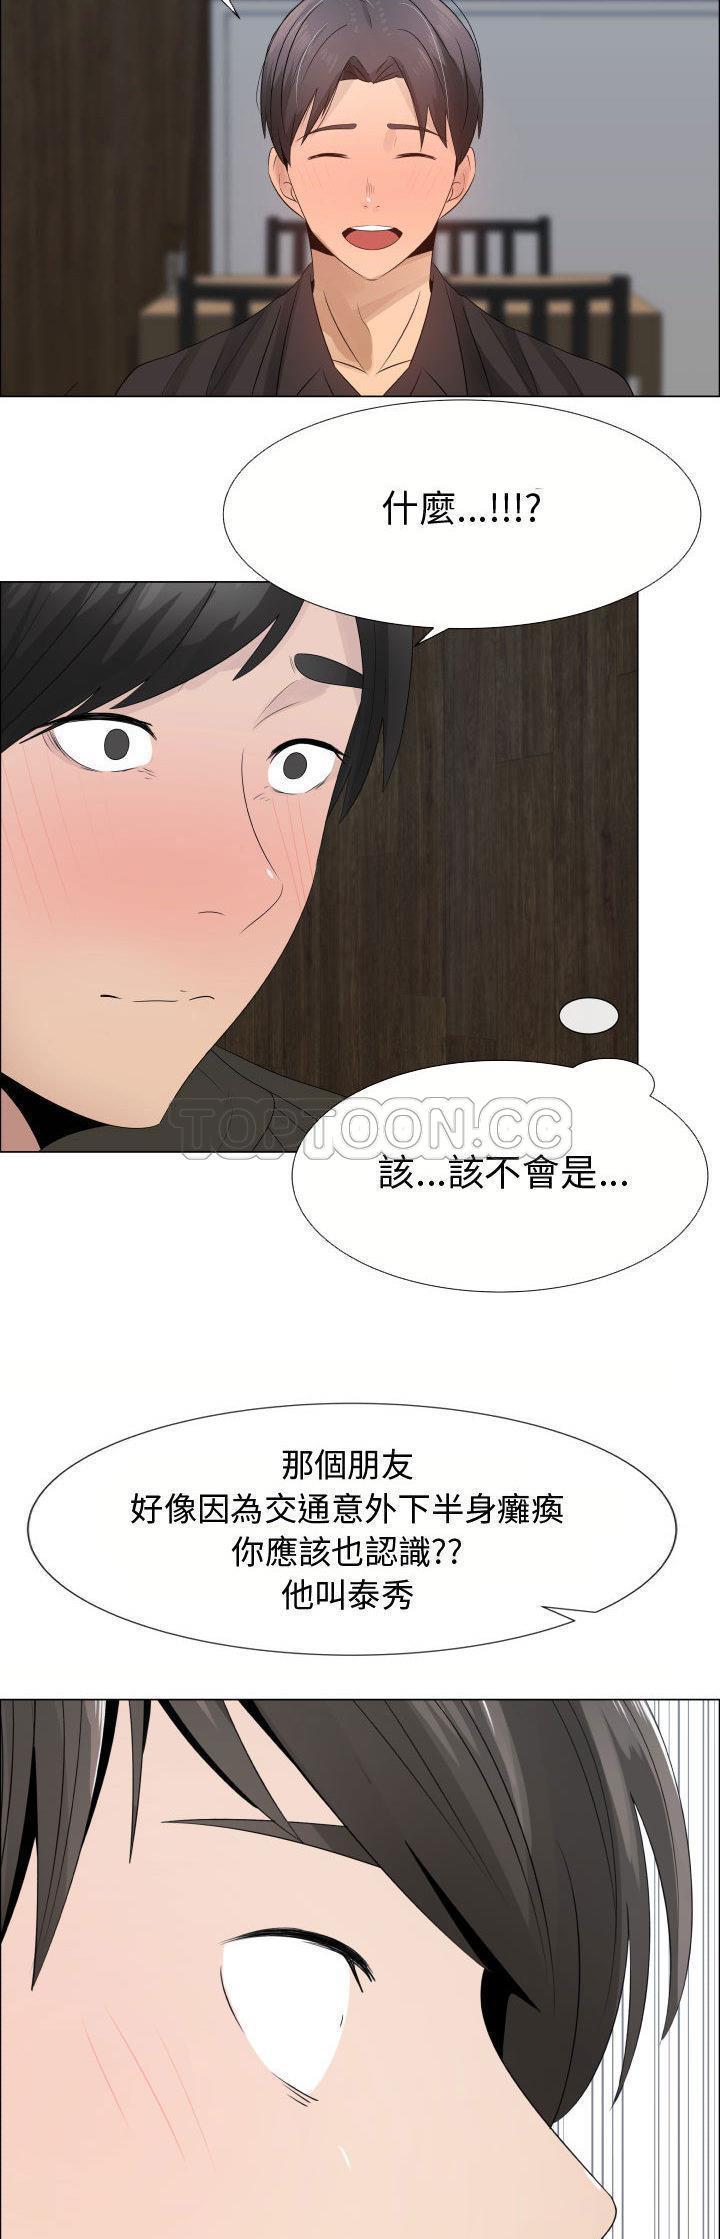 什麼...!!!?
TOPTOON.CC
該...該不會是...
那個朋友
好像因為交通意外下半身癱瘓
你應該也認識??
他叫泰秀